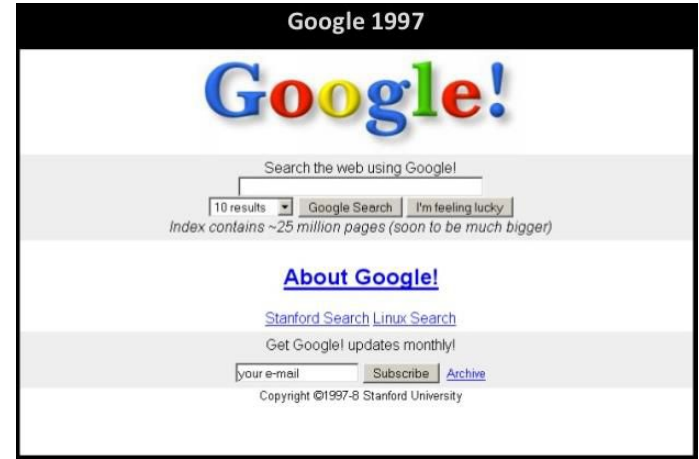 Google 1997
Google!
Search the web using Google!
10 results Google Search I'm feeling lucky
Index contains ~25 million pages (soon to be much bigger)
About Google!
Stanford Search Linux Search
Get Google! updates monthly!
your e-mail Subscribe Archive
Copyright ©1997-8 Stanford University